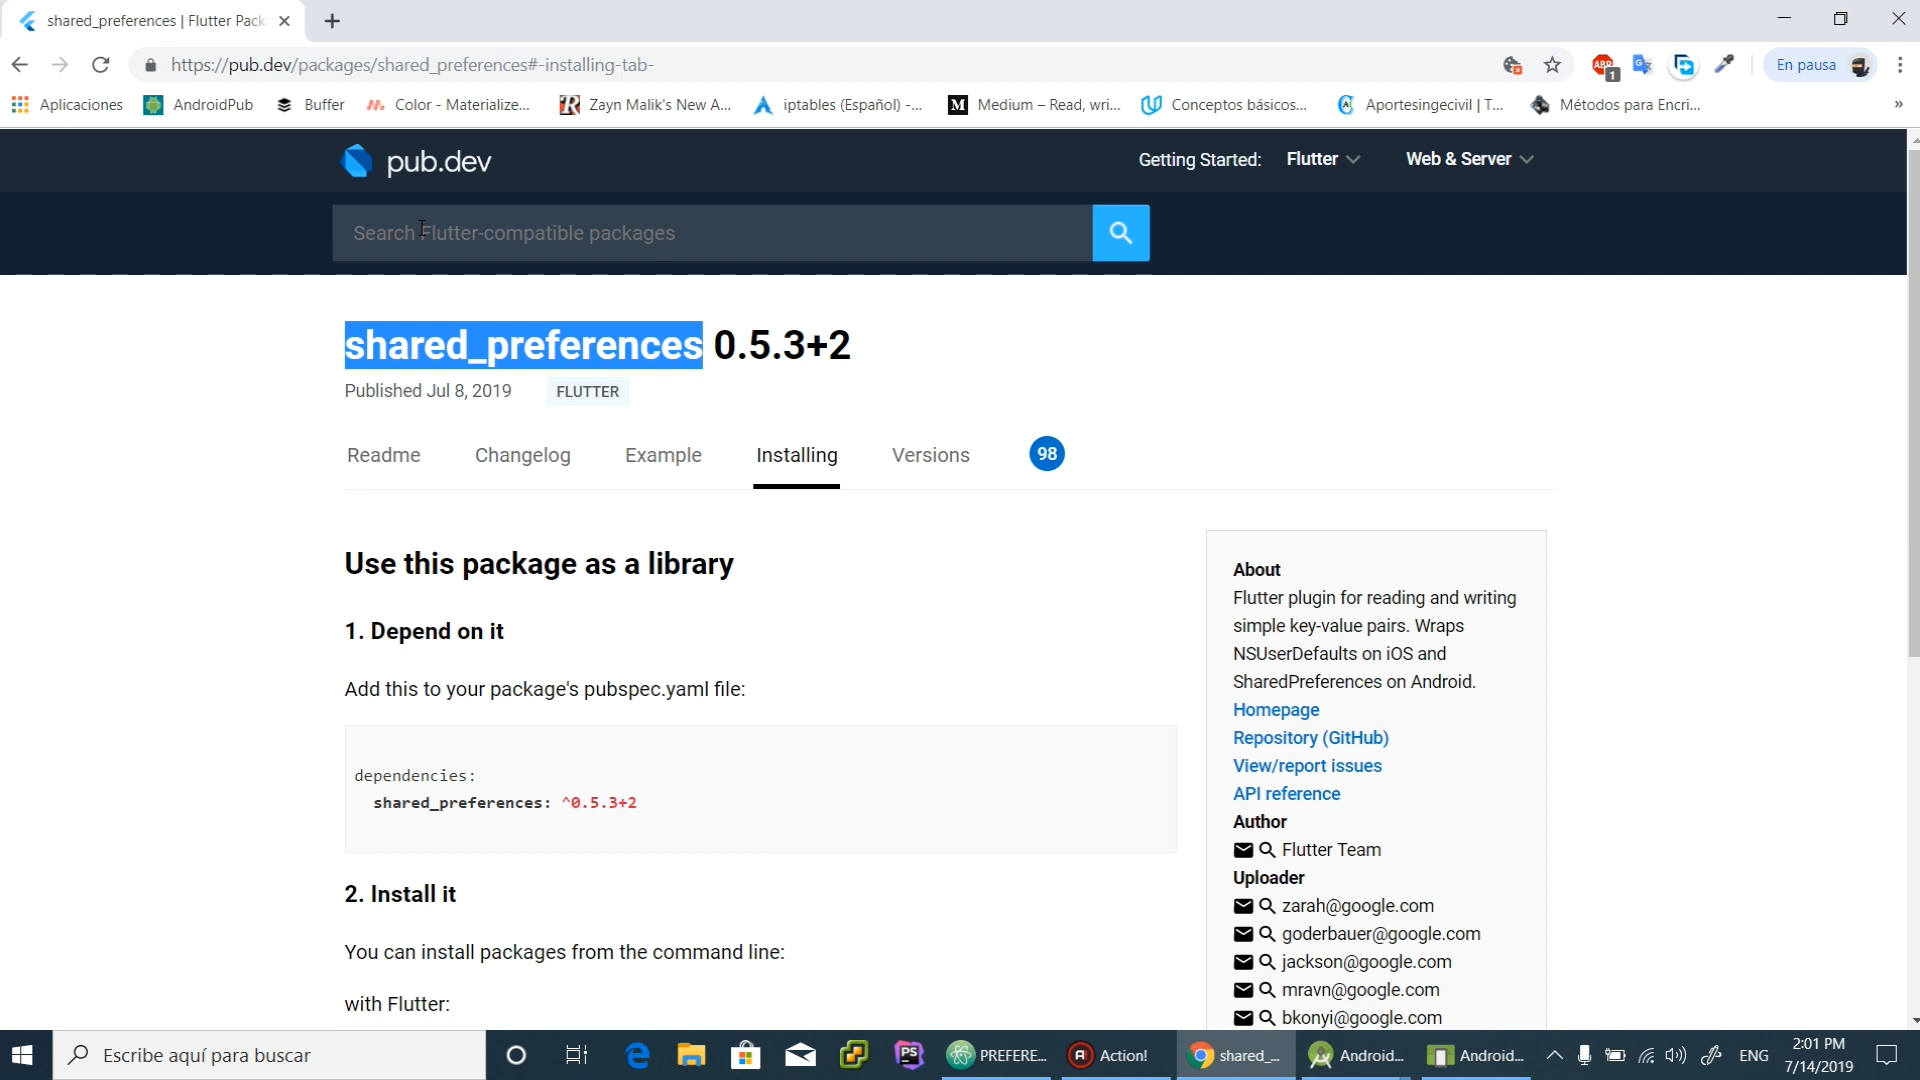 shared_preferences | Flutter Pack
https://pub.dev/packages/shared_preferences#-installing-tab-
ABP
1
En pausa
Aplicaciones
AndroidPub
Buffer
Color - Materialize...
Zayn Malik's New A...
iptables (Español) -...
Medium – Read, wri...
Conceptos básicos...
Aportesingecivil | T...
Métodos para Encri...
»
pub.dev
Getting Started:
Flutter
Web & Server
Search Flutter-compatible packages
shared_preferences 0.5.3+2
Published Jul 8, 2019
FLUTTER
Readme
Changelog
Example
Installing
Versions
98
Use this package as a library
1. Depend on it
Add this to your package's pubspec.yaml file:
dependencies:
shared_preferences: ^0.5.3+2
2. Install it
You can install packages from the command line:
with Flutter:
About
Flutter plugin for reading and writing
simple key-value pairs. Wraps
NSUserDefaults on iOS and
SharedPreferences on Android.
Homepage
Repository (GitHub)
View/report issues
API reference
Author
Flutter Team
Uploader
zarah@google.com
goderbauer@google.com
jackson@google.com
mravn@google.com
bkonyi@google.com
Escribe aquí para buscar
PS
PREFERE...
Action!
shared_...
Android...
Android...
ENG
2:01 PM
7/14/2019